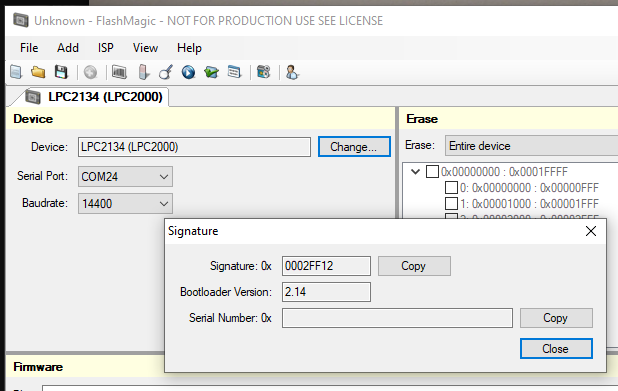 Unknown - FlashMagic - NOT FOR PRODUCTION USE SEE LICENSE
File Add ISP View Help
LPC2134 (LPC2000)
Device
Device: LPC2134 (LPC2000) Change...
Serial Port: COM24
Baudrate: 14400
Erase
Erase: Entire device
0x00000000 : 0x0001FFFF
0: 0x00000000 : 0x00000FFF
1: 0x00001000 : 0x00001FFF
Signature
Signature: 0x 0002FF12 Copy
Bootloader Version: 2.14
Serial Number: 0x Copy
Close
Firmware